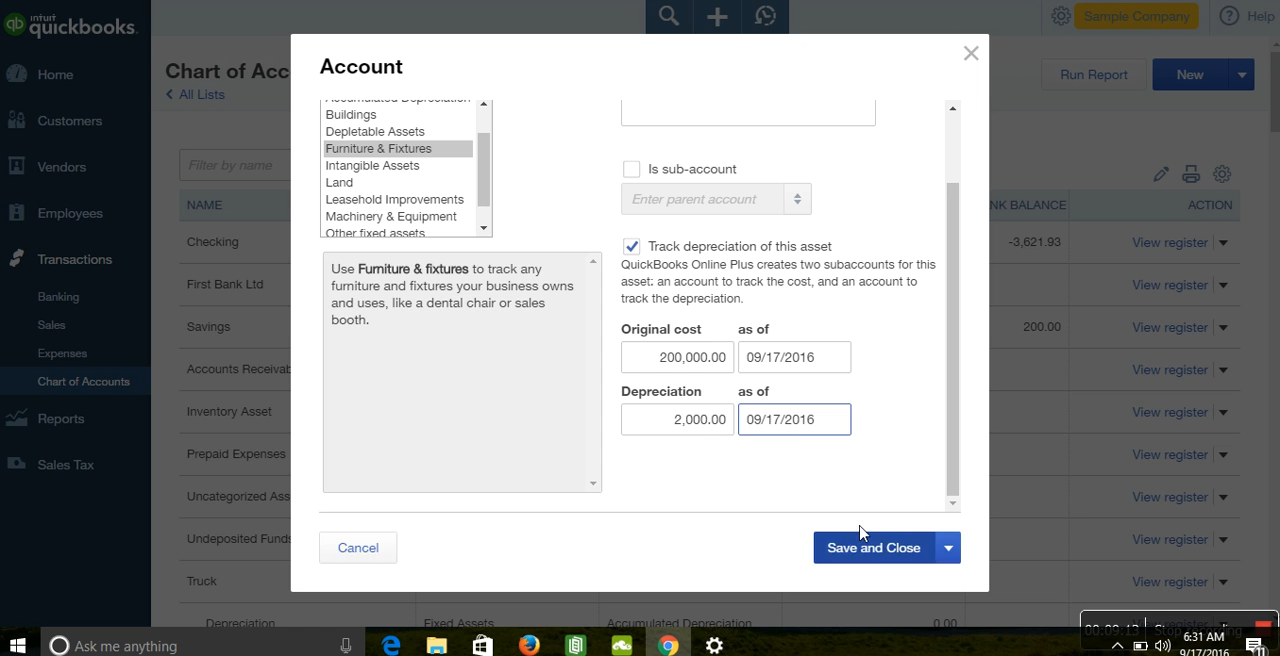 intuit
qb quickbooks.
Sample Company
Help
Home
Customers
Vendors
Employees
Transactions
Banking
Sales
Expenses
Chart of Accounts
Reports
Sales Tax
Chart of Acc
All Lists
Run Report
New
Filter by name
NAME
NK BALANCE
ACTION
Checking
-3,621.93
View register
First Bank Ltd
View register
Savings
200.00
View register
Accounts Receivab
View register
Inventory Asset
View register
Prepaid Expenses
View register
Uncategorized Ass
View register
Undeposited Funds
View register
Truck
View register
Depreciation
Fixed Assets
Accumulated Depreciation
0.00
Account
Accumulated Depreciation
Buildings
Depletable Assets
Furniture & Fixtures
Intangible Assets
Land
Leasehold Improvements
Machinery & Equipment
Other fixed assets
Use Furniture & fixtures to track any
furniture and fixtures your business owns
and uses, like a dental chair or sales
booth.
Is sub-account
Enter parent account
Track depreciation of this asset
QuickBooks Online Plus creates two subaccounts for this
asset: an account to track the cost, and an account to
track the depreciation.
Original cost as of
200,000.00 09/17/2016
Depreciation as of
2,000.00 09/17/2016
Cancel
Save and Close
Ask me anything
00:09:13
6:31 AM
9/17/2016
11